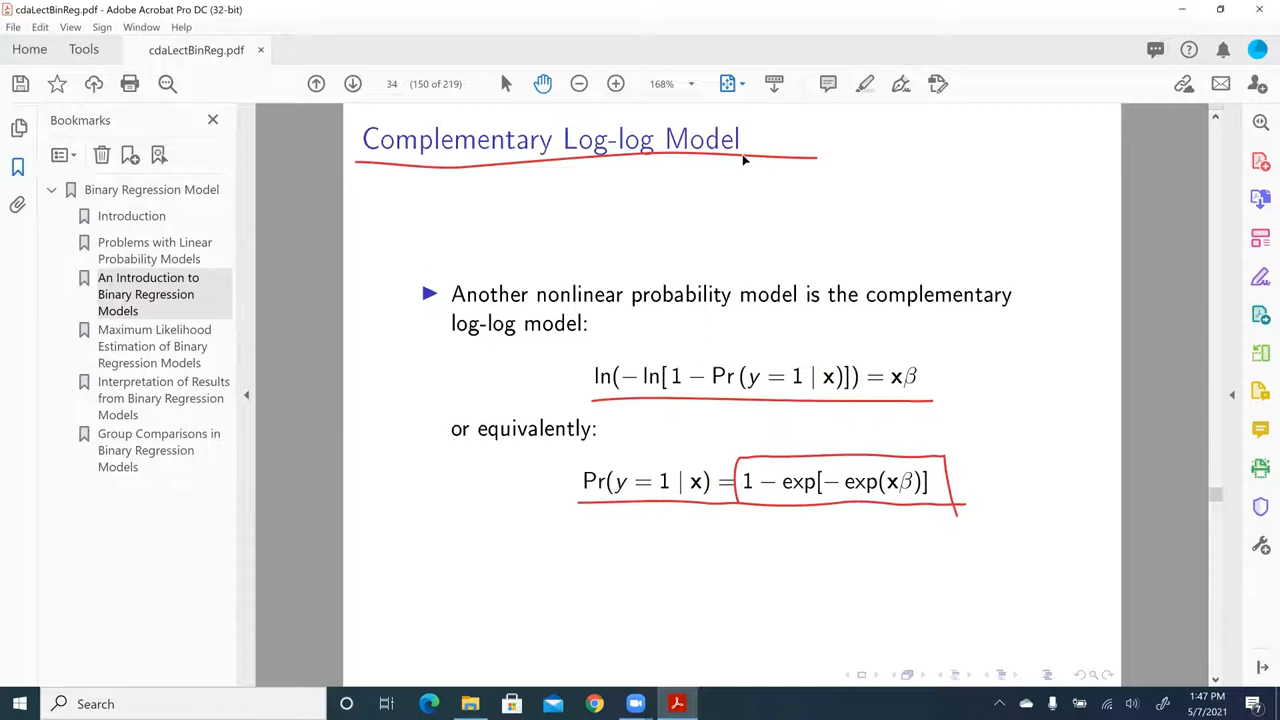 cdaLectBinReg.pdf - Adobe Acrobat Pro DC (32-bit)
File Edit View Sign Window Help
Home Tools cdaLectBinReg.pdf ×
34 (150 of 219) 168%
Bookmarks
Binary Regression Model
Introduction
Problems with Linear
Probability Models
An Introduction to
Binary Regression
Models
Maximum Likelihood
Estimation of Binary
Regression Models
Interpretation of Results
from Binary Regression
Models
Group Comparisons in
Binary Regression
Models
Complementary Log-log Model
Another nonlinear probability model is the complementary
log-log model:
ln(− ln[1 − Pr(y = 1 | x)]) = xβ
or equivalently:
Pr(y = 1 | x) = 1 − exp[− exp(xβ)]
Search
1:47 PM
5/7/2021
7